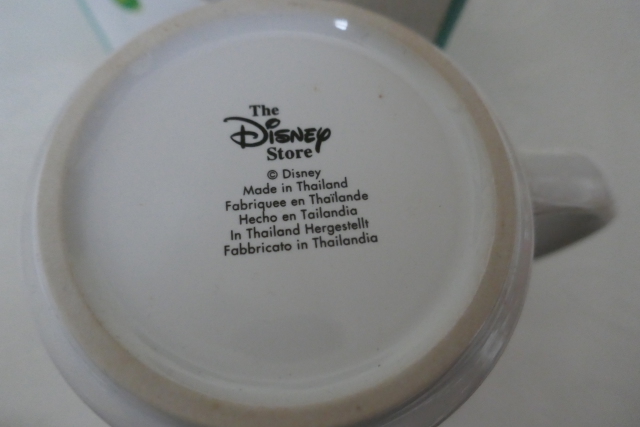 The
Disney
Store
© Disney
Made in Thailand
Fabriquee en Thaïlande
Hecho en Tailandia
In Thailand Hergestellt
Fabbricato in Thailandia